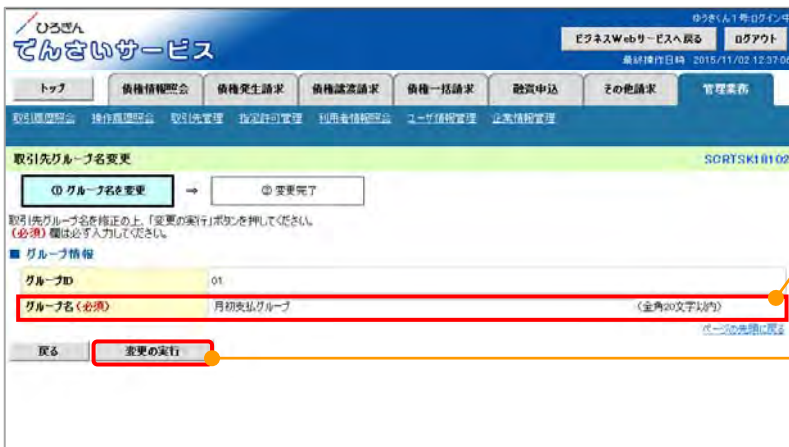 ゆうぎん1号ログイン中
ひろぎん
でんさいサービス
ビジネスWebサービスへ戻る ログアウト
最終操作日時 2015/11/02 12:37:06
トップ 債権情報照会 債権発生請求 債権譲渡請求 債権一括請求 融資申込 その他請求 管理業務
取引履歴照会 操作履歴照会 取引先管理 指定許可管理 利用者情報照会 ユーザ情報管理 企業情報管理
取引先グループ名変更 SCRTSK18102
① グループ名を変更 ⇒ ② 変更完了
取引先グループ名を修正の上、「変更の実行」ボタンを押してください。
(必須)欄は必ず入力してください。
■ グループ情報
グループID 01
グループ名(必須) 月初支払グループ (全角20文字以内)
ページの先頭に戻る
戻る 変更の実行